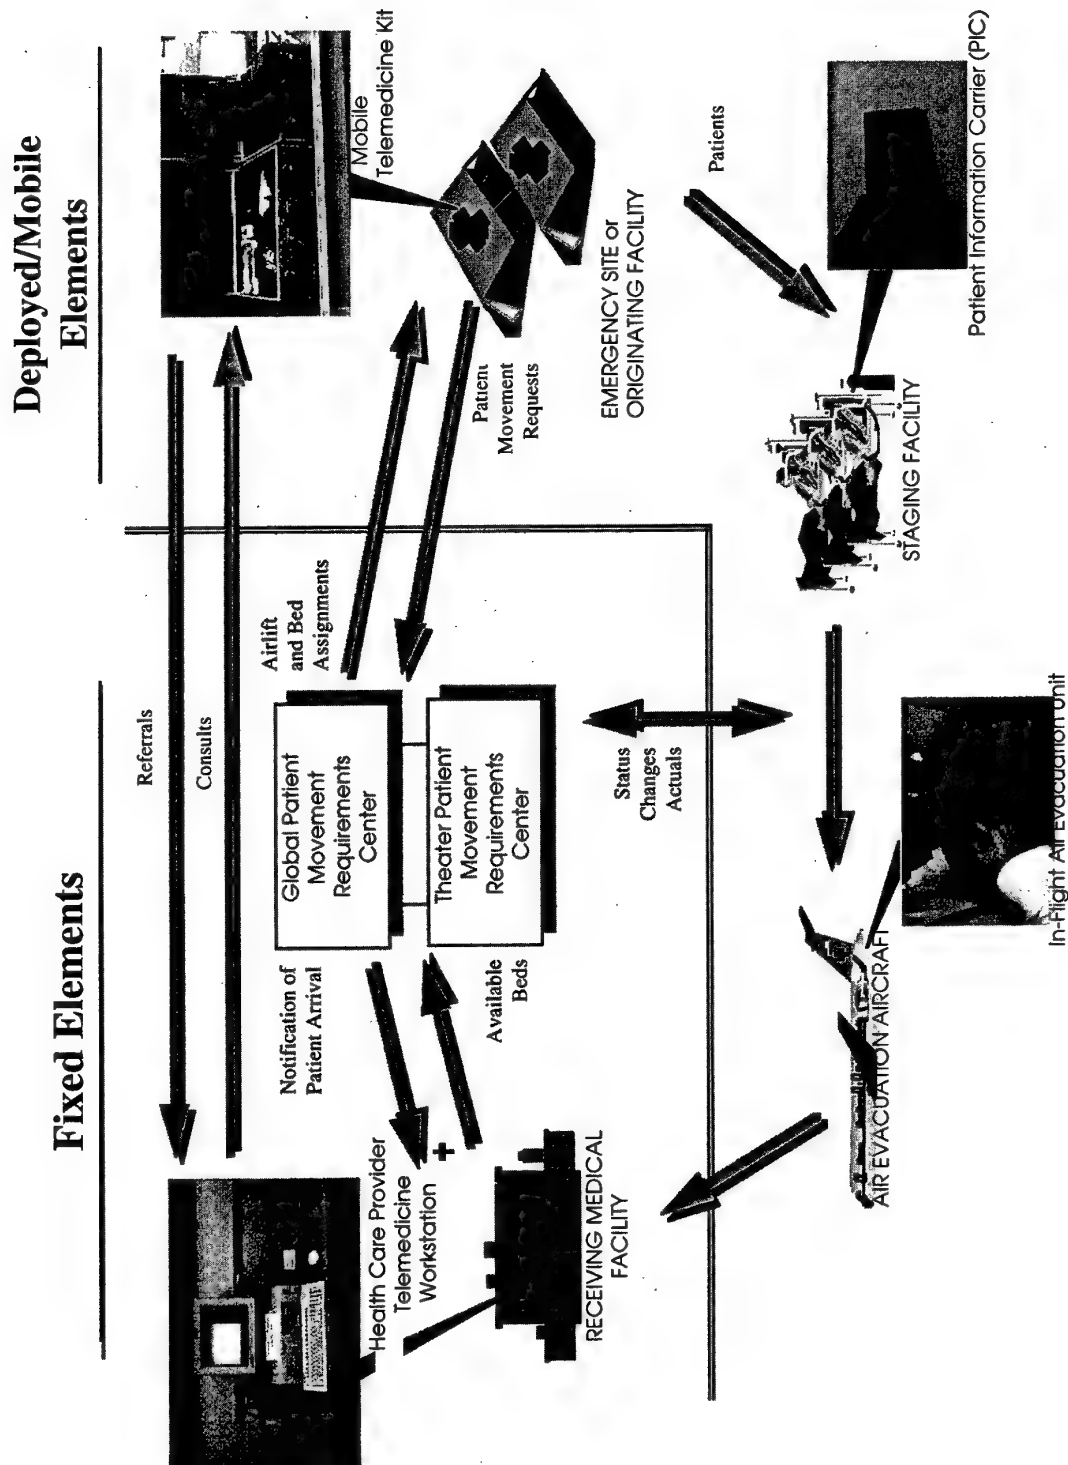 Fixed Elements
Deployed/Mobile
Elements
Referrals
Consults
Health Care Provider
Telemedicine
Workstation
Notification of
Patient Arrival
Global Patient
Movement
Requirements
Center
Airlift
and Bed
Assignments
Mobile
Telemedicine Kit
Theater Patient
Movement
Requirements
Center
Available
Beds
Patient
Movement
Requests
RECEIVING MEDICAL
FACILITY
EMERGENCY SITE or
ORIGINATING FACILITY
Status
Changes
Actuals
Patients
AIR EVACUATION AIRCRAFT
STAGING FACILITY
In-Flight Air Evacuation unit
Patient Information Carrier (PIC)